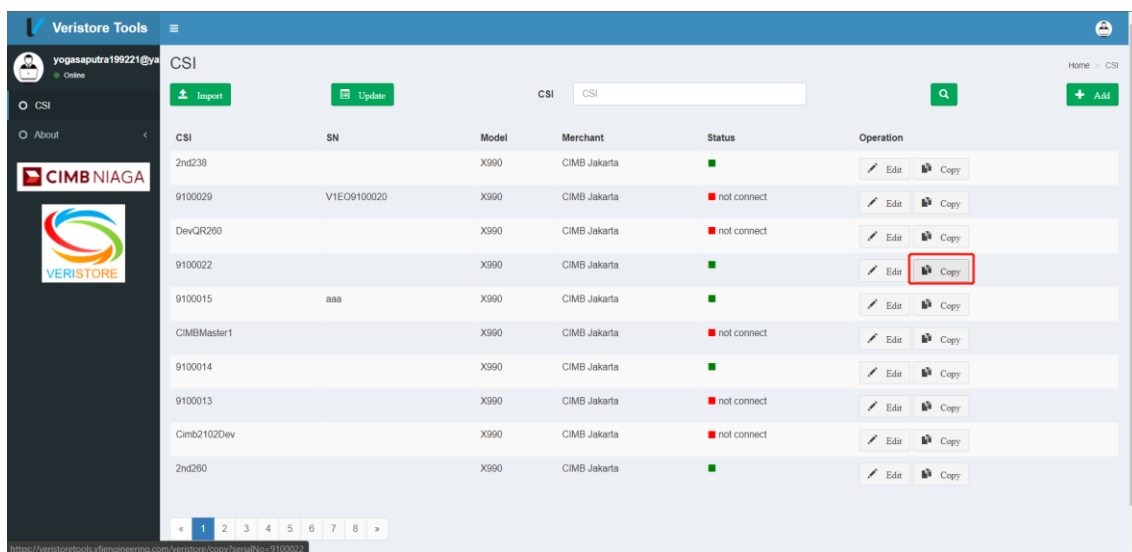 Veristore Tools
yogasaputra199221@ya
Online
CSI
About
CIMB NIAGA
VERISTORE
CSI
Home > CSI
Import
Update
CSI
CSI
Add
CSI SN Model Merchant Status Operation
2nd238 X990 CIMB Jakarta Edit Copy
9100029 V1EO9100020 X990 CIMB Jakarta not connect Edit Copy
DevQR260 X990 CIMB Jakarta not connect Edit Copy
9100022 X990 CIMB Jakarta Edit Copy
9100015 aaa X990 CIMB Jakarta Edit Copy
CIMBMaster1 X990 CIMB Jakarta not connect Edit Copy
9100014 X990 CIMB Jakarta Edit Copy
9100013 X990 CIMB Jakarta not connect Edit Copy
Cimb2102Dev X990 CIMB Jakarta not connect Edit Copy
2nd260 X990 CIMB Jakarta Edit Copy
« 1 2 3 4 5 6 7 8 »
https://veristoretools.vfiengineering.com/veristore/copy?serialNo=9100022